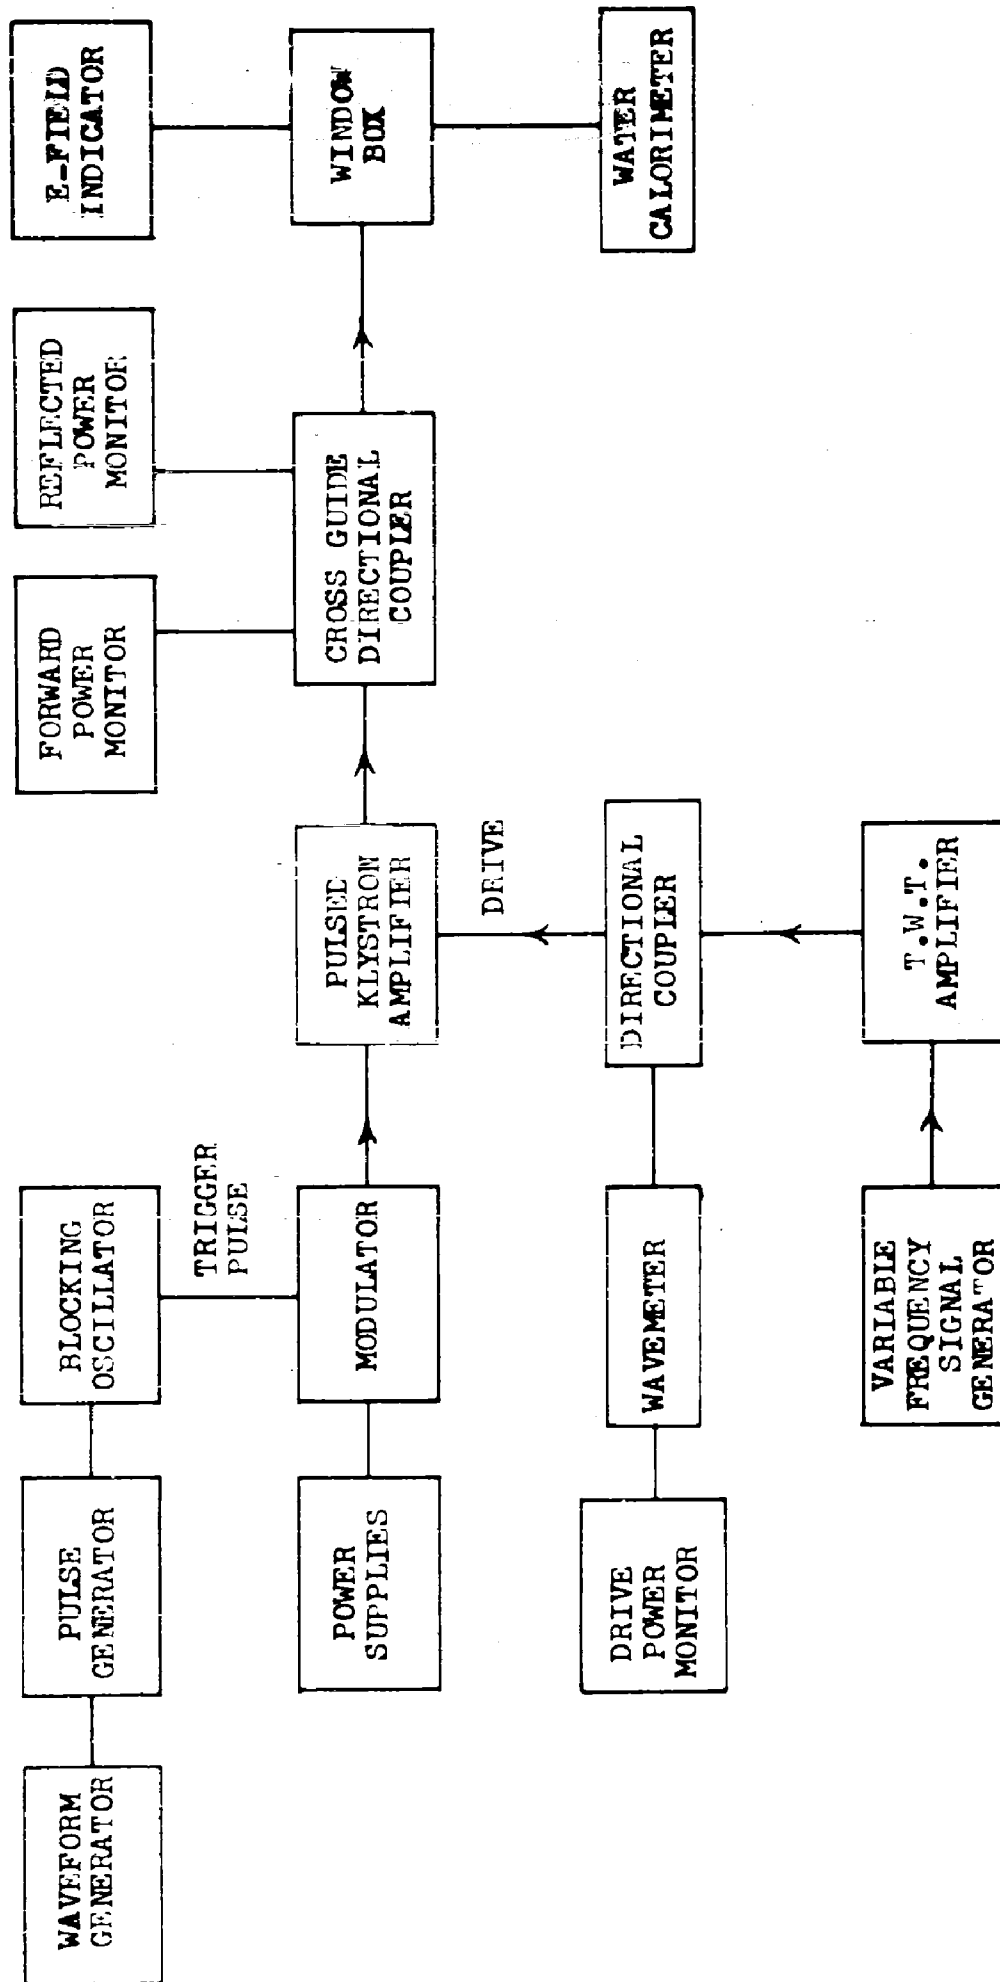 WAVEFORM
GENERATOR
PULSE
GENERATOR
BLOCKING
OSCILLATOR
TRIGGER
PULSE
POWER
SUPPLIES
MODULATOR
PULSED
KLYSTRON
AMPLIFIER
FORWARD
POWER
MONITOR
REFLECTED
POWER
MONITOR
CROSS GUIDE
DIRECTIONAL
COUPLER
E-FIELD
INDICATOR
WINDOW
BOX
WATER
CALORIMETER
DRIVE
DRIVE
POWER
MONITOR
WAVEMETER
DIRECTIONAL
COUPLER
VARIABLE
FREQUENCY
SIGNAL
GENERATOR
T.W.T.
AMPLIFIER